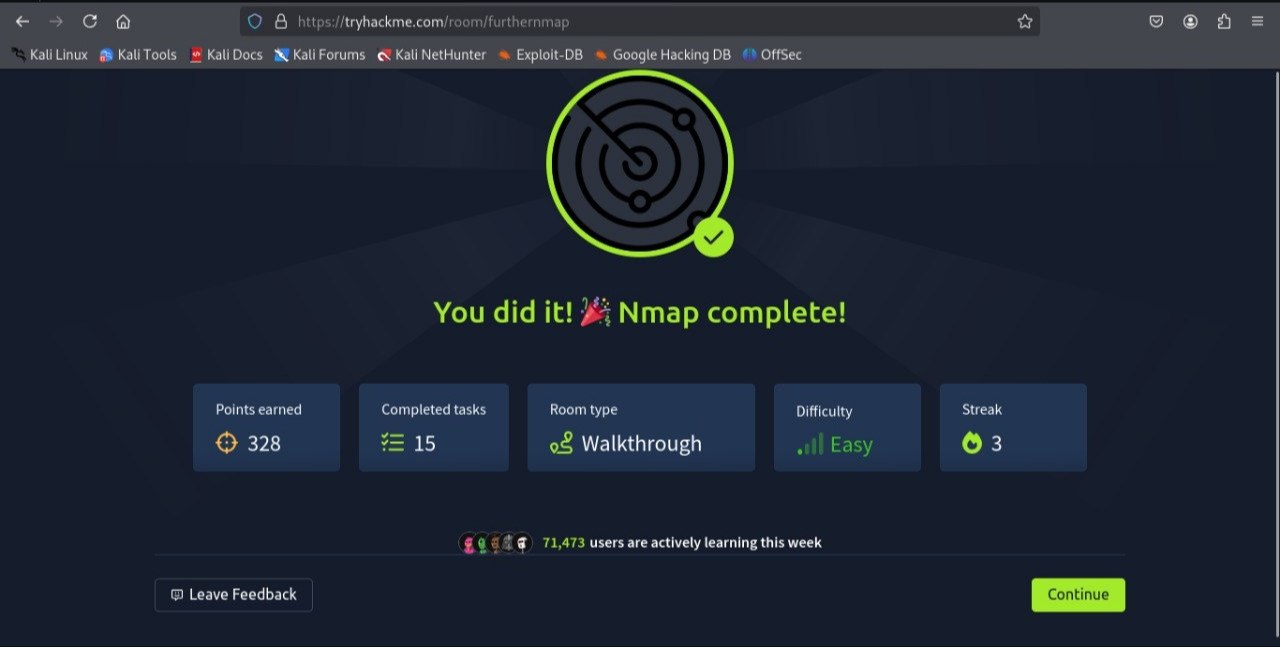 https://tryhackme.com/room/furthernmap
Kali Linux Kali Tools Kali Docs Kali Forums Kali NetHunter Exploit-DB Google Hacking DB OffSec
You did it! 🎉 Nmap complete!
Points earned
328
Completed tasks
15
Room type
Walkthrough
Difficulty
Easy
Streak
3
71,473 users are actively learning this week
Leave Feedback
Continue